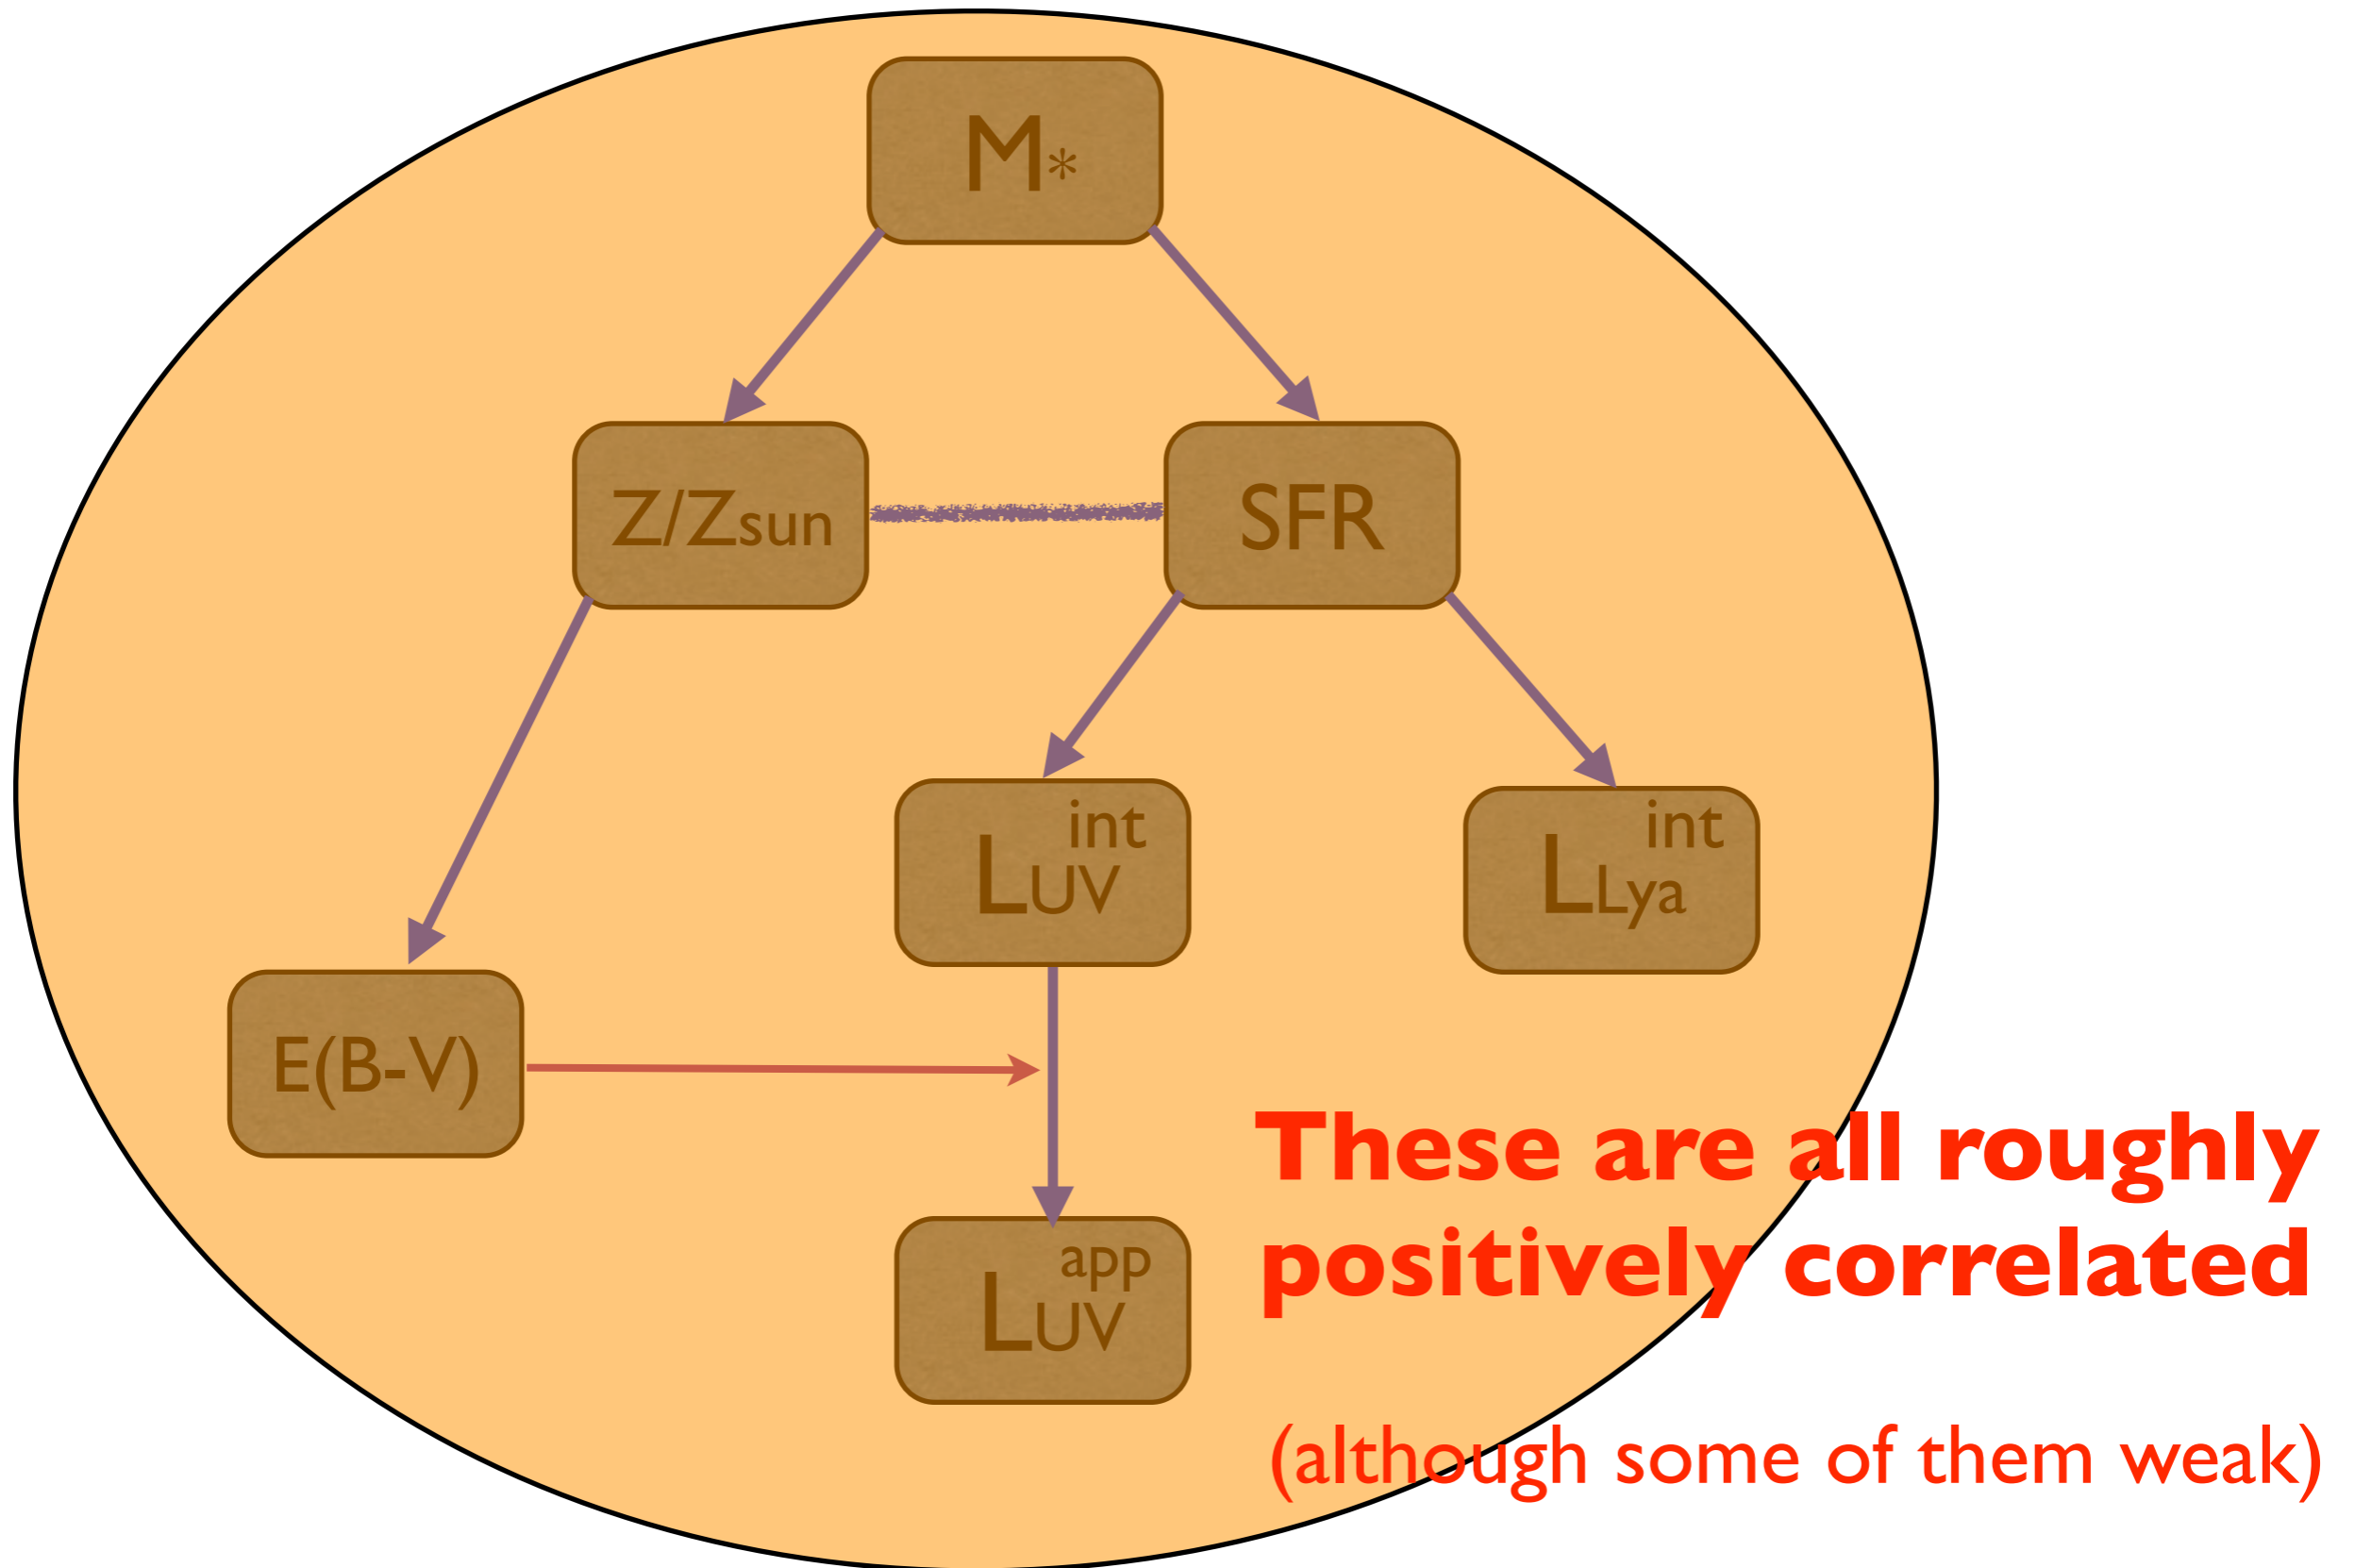 M*
Z/Zsun
SFR
LUV int
LLya int
E(B-V)
LUV app
These are all roughly
positively correlated
(although some of them weak)